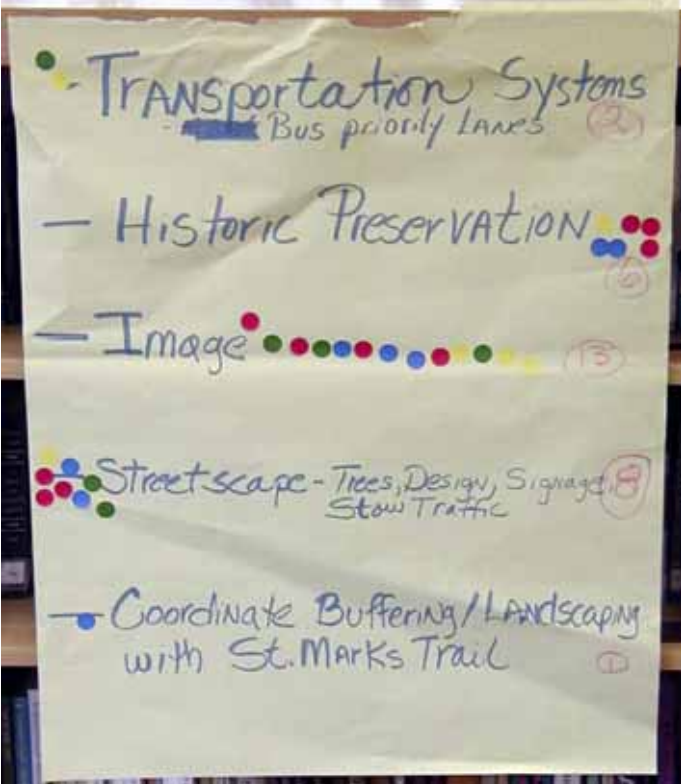 - Transportation Systems
- Bus priority Lanes 2
- Historic Preservation
6
- Image 13
- Streetscape - Trees, Design, Signage, 8
Slow Traffic
- Coordinate Buffering/Landscaping
with St. Marks Trail 1